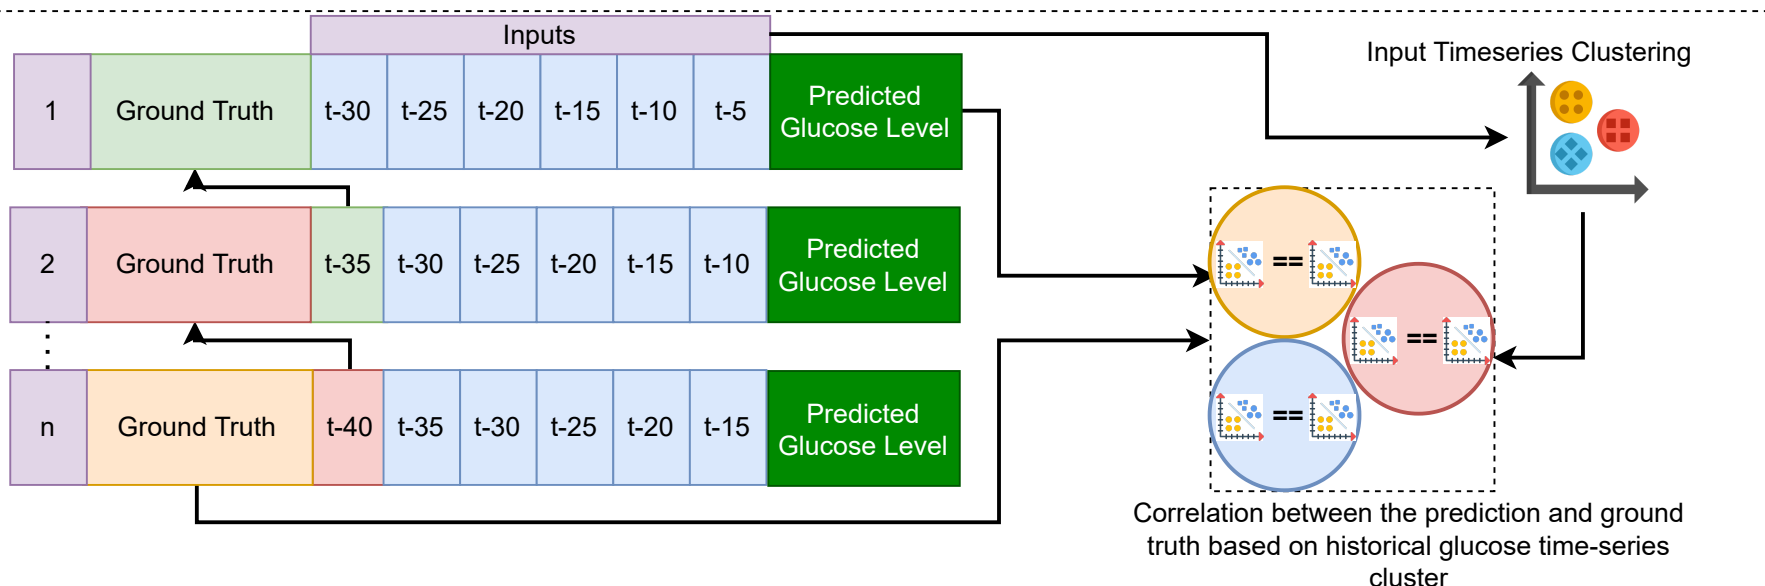 Inputs
Input Timeseries Clustering
1 Ground Truth t-30 t-25 t-20 t-15 t-10 t-5 Predicted
Glucose Level
2 Ground Truth t-35 t-30 t-25 t-20 t-15 t-10 Predicted
Glucose Level
n Ground Truth t-40 t-35 t-30 t-25 t-20 t-15 Predicted
Glucose Level
==
==
==
Correlation between the prediction and ground
truth based on historical glucose time-series
cluster